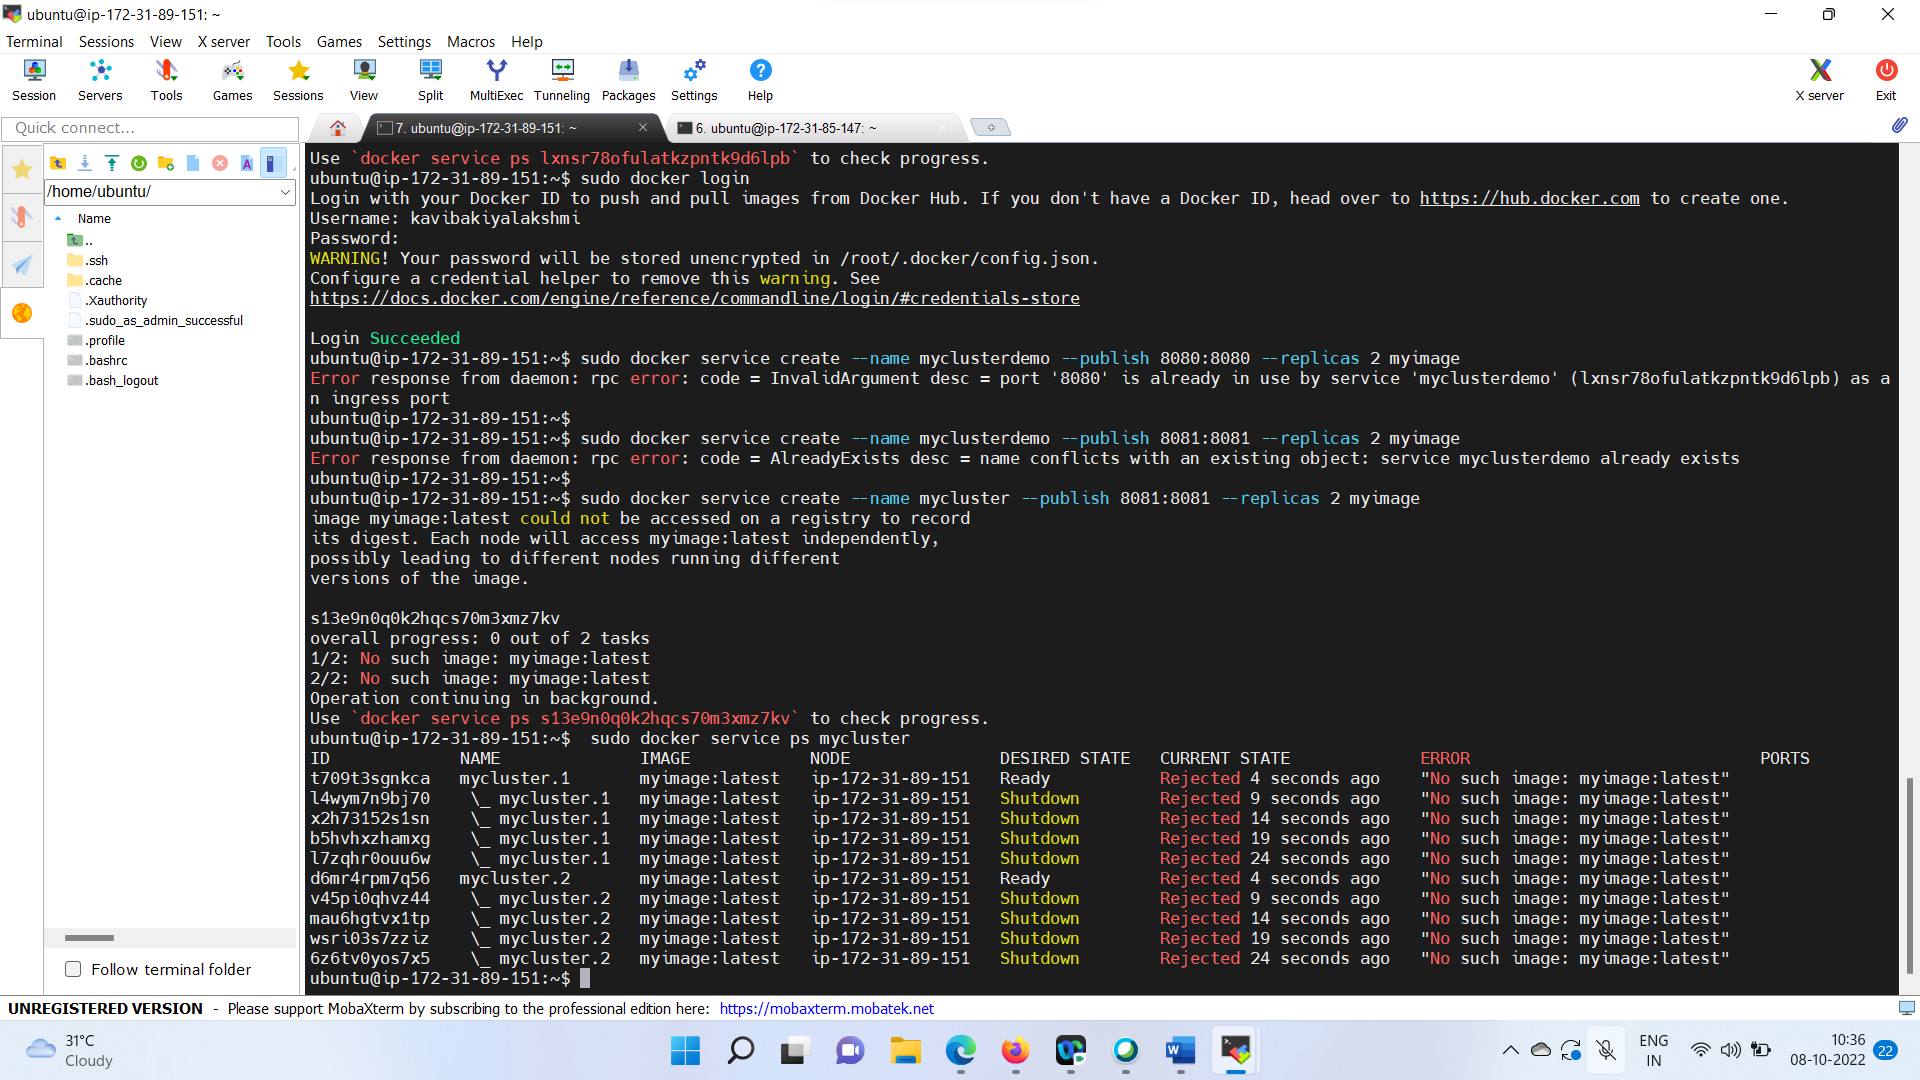 ubuntu@ip-172-31-89-151: ~
Terminal Sessions View X server Tools Games Settings Macros Help
Session Servers Tools Games Sessions View Split MultiExec Tunneling Packages Settings Help X server Exit
Quick connect...
7. ubuntu@ip-172-31-89-151: ~
6. ubuntu@ip-172-31-85-147: ~
/home/ubuntu/
Name
..
.ssh
.cache
.Xauthority
.sudo_as_admin_successful
.profile
.bashrc
.bash_logout
Follow terminal folder
Use `docker service ps lxnsr78ofulatkzpntk9d6lpb` to check progress.
ubuntu@ip-172-31-89-151:~$ sudo docker login
Login with your Docker ID to push and pull images from Docker Hub. If you don't have a Docker ID, head over to https://hub.docker.com to create one.
Username: kavibakiyalakshmi
Password:
WARNING! Your password will be stored unencrypted in /root/.docker/config.json.
Configure a credential helper to remove this warning. See
https://docs.docker.com/engine/reference/commandline/login/#credentials-store
Login Succeeded
ubuntu@ip-172-31-89-151:~$ sudo docker service create --name myclusterdemo --publish 8080:8080 --replicas 2 myimage
Error response from daemon: rpc error: code = InvalidArgument desc = port '8080' is already in use by service 'myclusterdemo' (lxnsr78ofulatkzpntk9d6lpb) as a
n ingress port
ubuntu@ip-172-31-89-151:~$
ubuntu@ip-172-31-89-151:~$ sudo docker service create --name myclusterdemo --publish 8081:8081 --replicas 2 myimage
Error response from daemon: rpc error: code = AlreadyExists desc = name conflicts with an existing object: service myclusterdemo already exists
ubuntu@ip-172-31-89-151:~$
ubuntu@ip-172-31-89-151:~$ sudo docker service create --name mycluster --publish 8081:8081 --replicas 2 myimage
image myimage:latest could not be accessed on a registry to record
its digest. Each node will access myimage:latest independently,
possibly leading to different nodes running different
versions of the image.
s13e9n0q0k2hqcs70m3xmz7kv
overall progress: 0 out of 2 tasks
1/2: No such image: myimage:latest
2/2: No such image: myimage:latest
Operation continuing in background.
Use `docker service ps s13e9n0q0k2hqcs70m3xmz7kv` to check progress.
ubuntu@ip-172-31-89-151:~$ sudo docker service ps mycluster
ID NAME IMAGE NODE DESIRED STATE CURRENT STATE ERROR PORTS
t709t3sgnkca mycluster.1 myimage:latest ip-172-31-89-151 Ready Rejected 4 seconds ago "No such image: myimage:latest"
l4wym7n9bj70 \_ mycluster.1 myimage:latest ip-172-31-89-151 Shutdown Rejected 9 seconds ago "No such image: myimage:latest"
x2h73152s1sn \_ mycluster.1 myimage:latest ip-172-31-89-151 Shutdown Rejected 14 seconds ago "No such image: myimage:latest"
b5hvhxzhamxg \_ mycluster.1 myimage:latest ip-172-31-89-151 Shutdown Rejected 19 seconds ago "No such image: myimage:latest"
l7zqhr0ouu6w \_ mycluster.1 myimage:latest ip-172-31-89-151 Shutdown Rejected 24 seconds ago "No such image: myimage:latest"
d6mr4rpm7q56 mycluster.2 myimage:latest ip-172-31-89-151 Ready Rejected 4 seconds ago "No such image: myimage:latest"
v45pi0qhvz44 \_ mycluster.2 myimage:latest ip-172-31-89-151 Shutdown Rejected 9 seconds ago "No such image: myimage:latest"
mau6hgtvx1tp \_ mycluster.2 myimage:latest ip-172-31-89-151 Shutdown Rejected 14 seconds ago "No such image: myimage:latest"
wsri03s7zziz \_ mycluster.2 myimage:latest ip-172-31-89-151 Shutdown Rejected 19 seconds ago "No such image: myimage:latest"
6z6tv0yos7x5 \_ mycluster.2 myimage:latest ip-172-31-89-151 Shutdown Rejected 24 seconds ago "No such image: myimage:latest"
ubuntu@ip-172-31-89-151:~$
UNREGISTERED VERSION - Please support MobaXterm by subscribing to the professional edition here: https://mobaxterm.mobatek.net
31°C
Cloudy
ENG
IN
10:36
08-10-2022
22